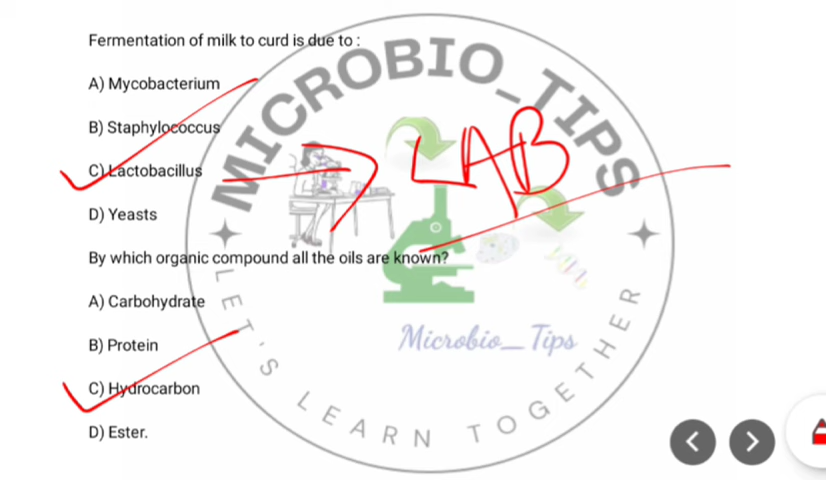 Fermentation of milk to curd is due to :
A) Mycobacterium
B) Staphylococcus
C) Lactobacillus
LAB
D) Yeasts
By which organic compound all the oils are known?
A) Carbohydrate
B) Protein
C) Hydrocarbon
D) Ester.
MICROBIO_TIPS
Microbio_Tips
LET'S LEARN TOGETHER